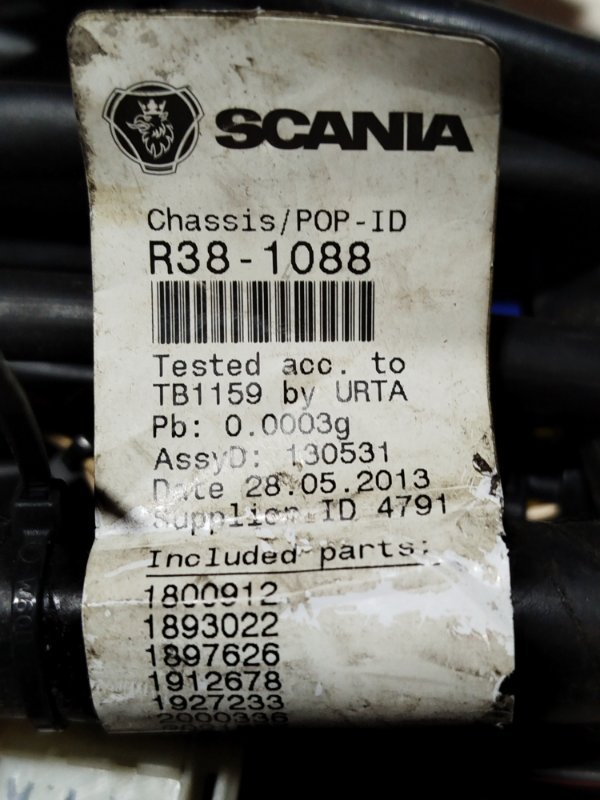 SCANIA
Chassis/POP-ID
R38-1088
Tested acc. to
TB1159 by URTA
Pb: 0.0003g
AssyD: 130531
Date 28.05.2013
Supplier ID 4791
Included parts:
1800912
1893022
1897626
1912678
1927233
2000336